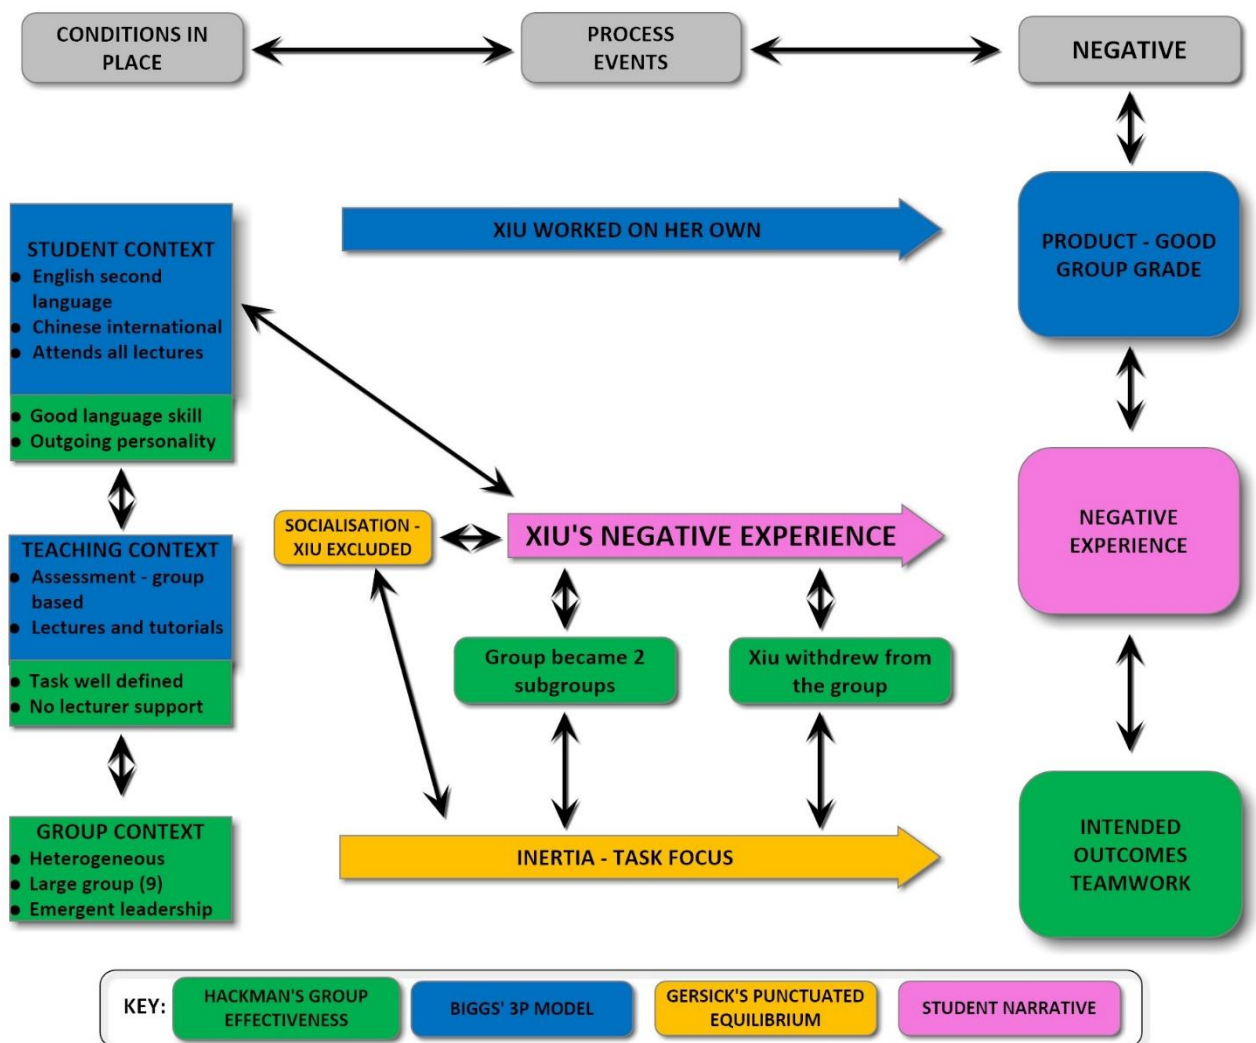 CONDITIONS IN
PLACE
PROCESS
EVENTS
NEGATIVE
STUDENT CONTEXT
● English second
language
● Chinese international
● Attends all lectures
● Good language skill
● Outgoing personality
XIU WORKED ON HER OWN
PRODUCT - GOOD
GROUP GRADE
TEACHING CONTEXT
● Assessment - group
based
● Lectures and tutorials
● Task well defined
● No lecturer support
SOCIALISATION -
XIU EXCLUDED
XIU'S NEGATIVE EXPERIENCE
NEGATIVE
EXPERIENCE
Group became 2
subgroups
Xiu withdrew from
the group
GROUP CONTEXT
● Heterogeneous
● Large group (9)
● Emergent leadership
INERTIA - TASK FOCUS
INTENDED
OUTCOMES
TEAMWORK
KEY:
HACKMAN'S GROUP
EFFECTIVENESS
BIGGS' 3P MODEL
GERSICK'S PUNCTUATED
EQUILIBRIUM
STUDENT NARRATIVE